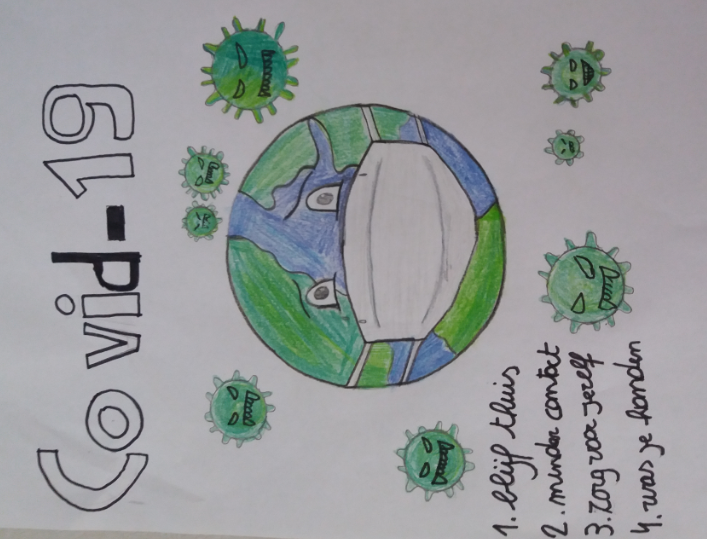 Covid-19
1. blijf thuis
2. minder contact
3. zorg voor jezelf
4. was je handen